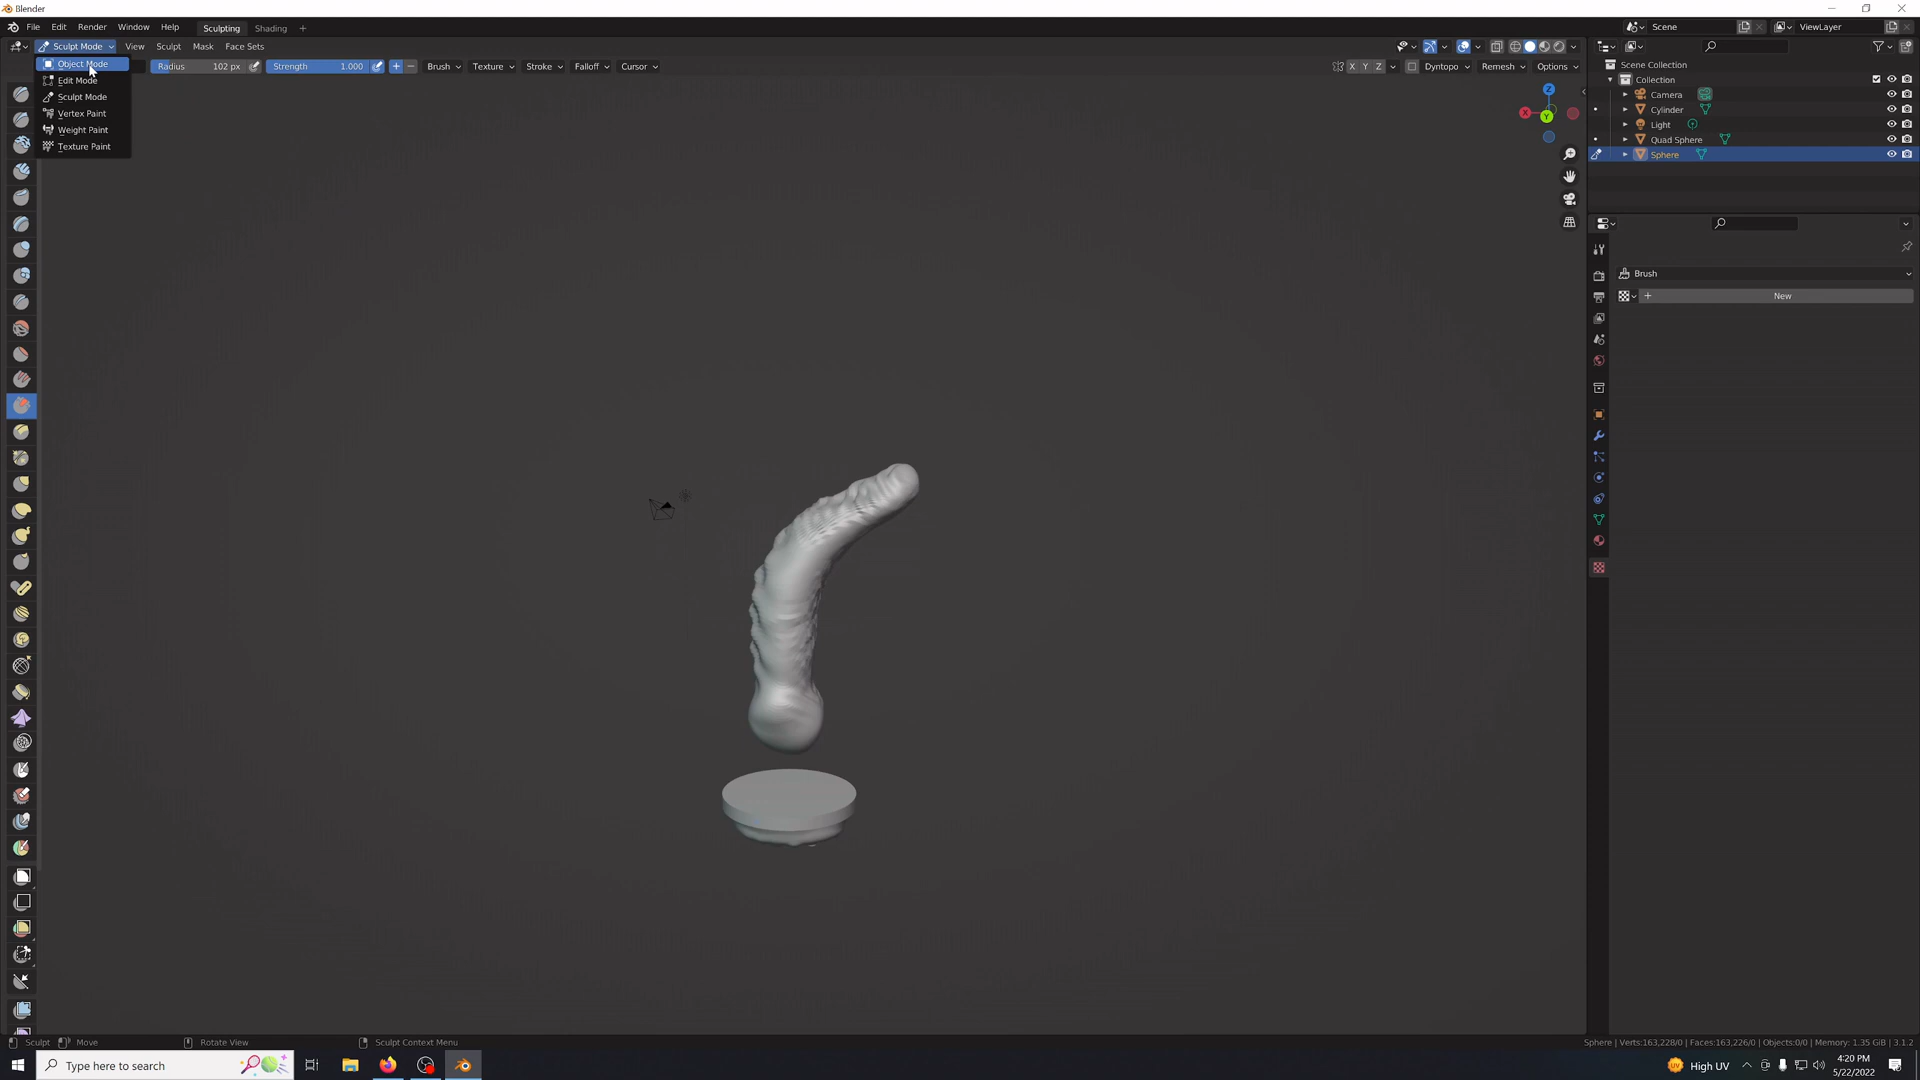 Blender
File Edit Render Window Help Sculpting Shading + Scene ViewLayer
Sculpt Mode View Sculpt Mask Face Sets
Object Mode Radius 102 px Strength 1.000 Brush Texture Stroke Falloff Cursor X Y Z Dyntopo Remesh Options
Edit Mode
Sculpt Mode
Vertex Paint
Weight Paint
Texture Paint
Z
X
Y
Scene Collection
Collection
Camera
Cylinder
Light
Quad Sphere
Sphere
Brush
New
Sculpt Move Rotate View Sculpt Context Menu Sphere | Verts:163,228/0 | Faces:163,226/0 | Objects:0/0 | Memory: 1.35 GiB | 3.1.2
Type here to search High UV 4:20 PM
5/22/2022